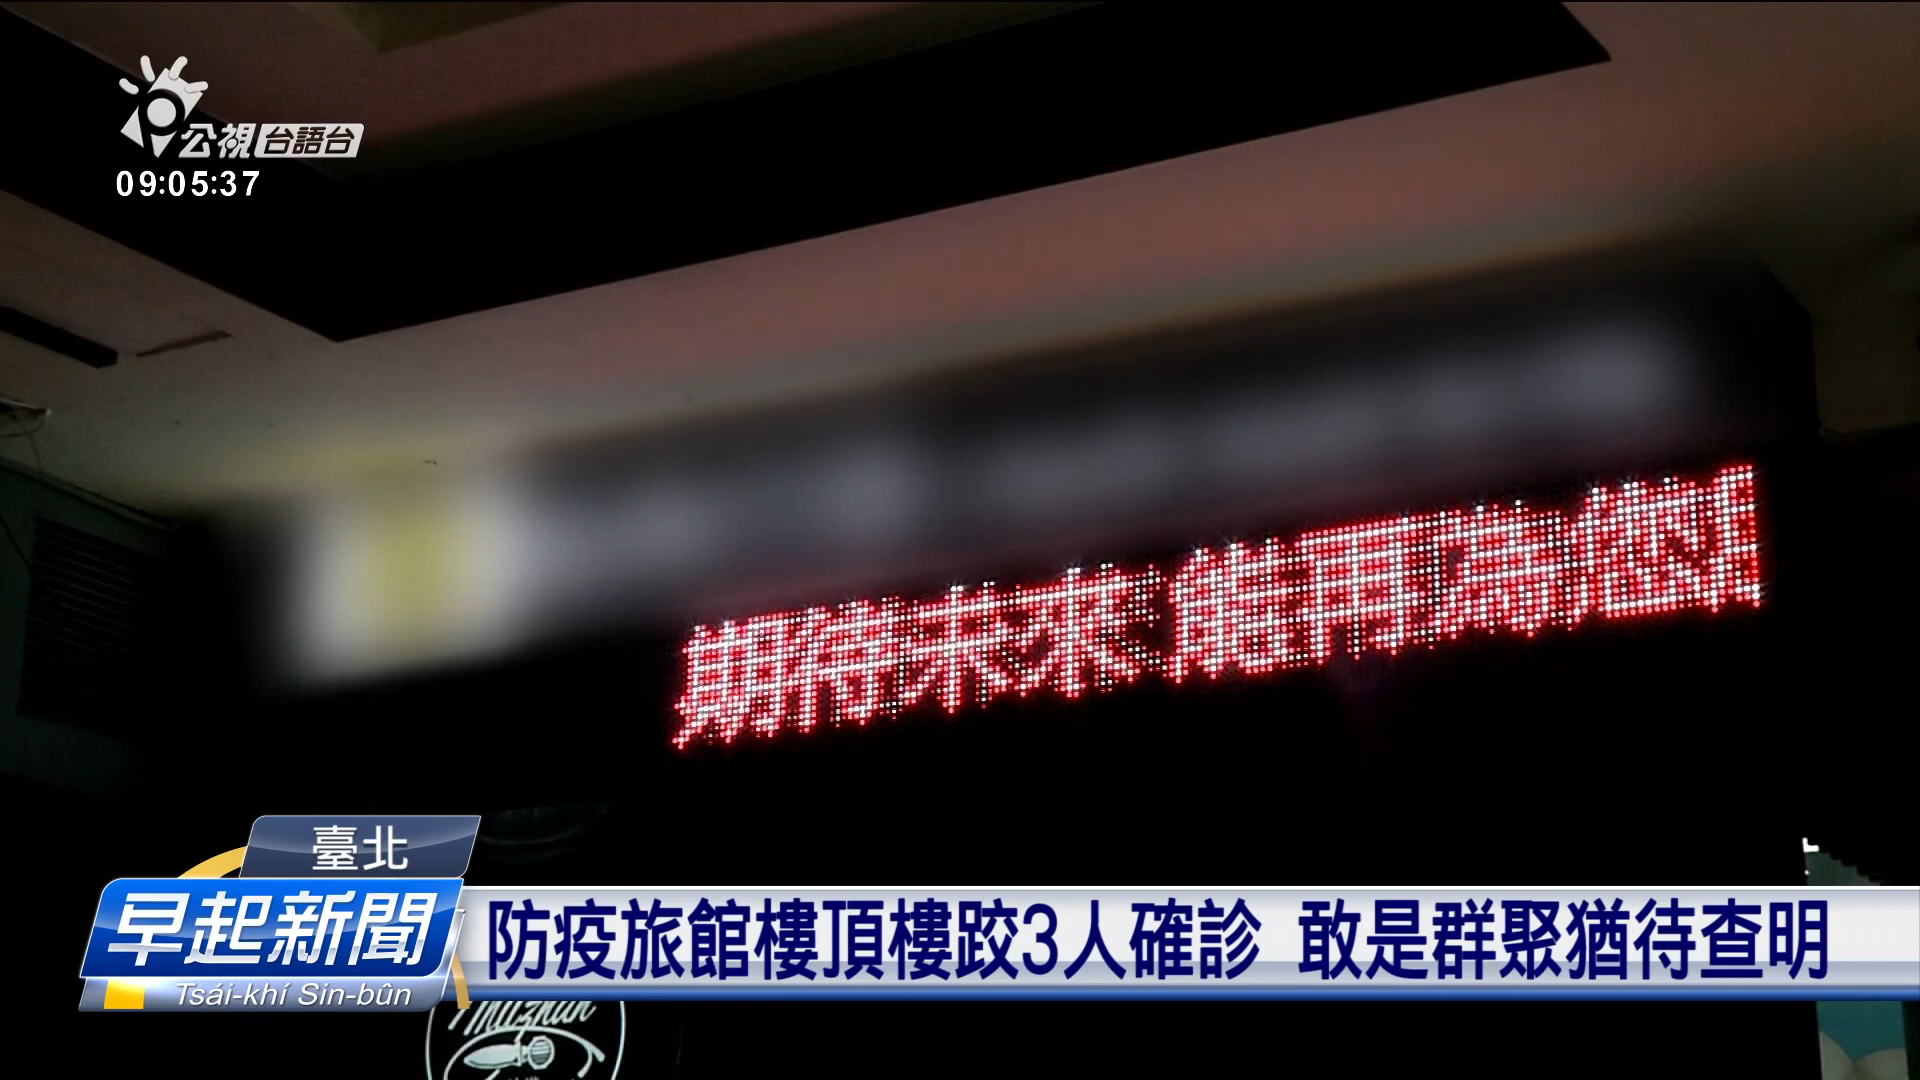 公視台語台
09:05:37
期待未來 能再為您
臺北
早起新聞
防疫旅館樓頂樓跤3人確診 敢是群聚猶待查明
Tsái-khí Sin-bûn